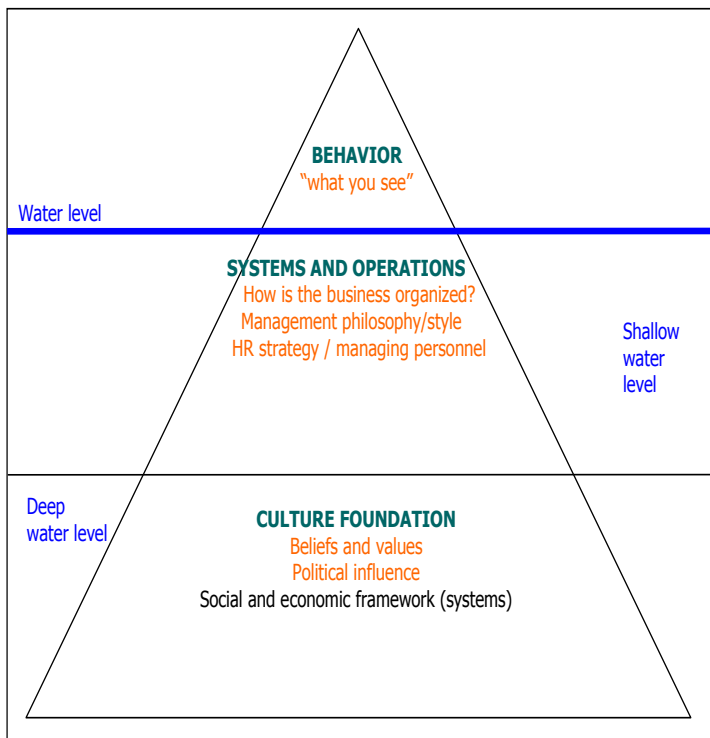 BEHAVIOR
“what you see”
Water level
SYSTEMS AND OPERATIONS
How is the business organized?
Management philosophy/style
HR strategy / managing personnel
Shallow
water
level
Deep
water level
CULTURE FOUNDATION
Beliefs and values
Political influence
Social and economic framework (systems)